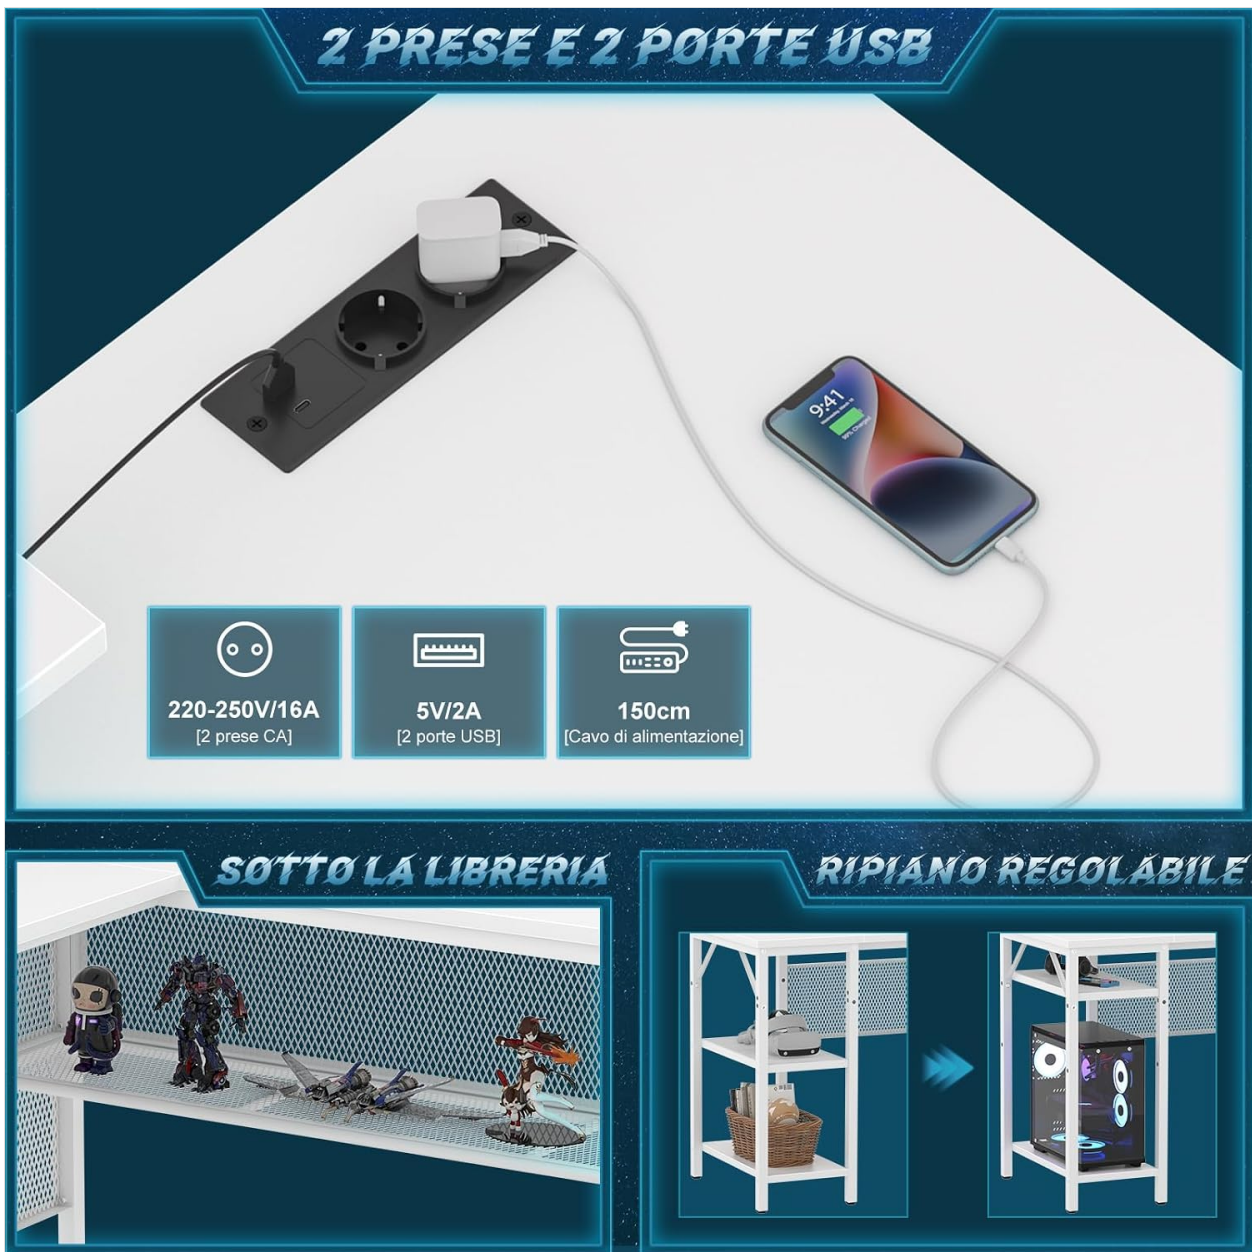 2 PRESE E 2 PORTE USB
9:41
220-250V/16A
[2 prese CA]
5V/2A
[2 porte USB]
150cm
[Cavo di alimentazione]
SOTTO LA LIBRERIA
RIPIANO REGOLABILE